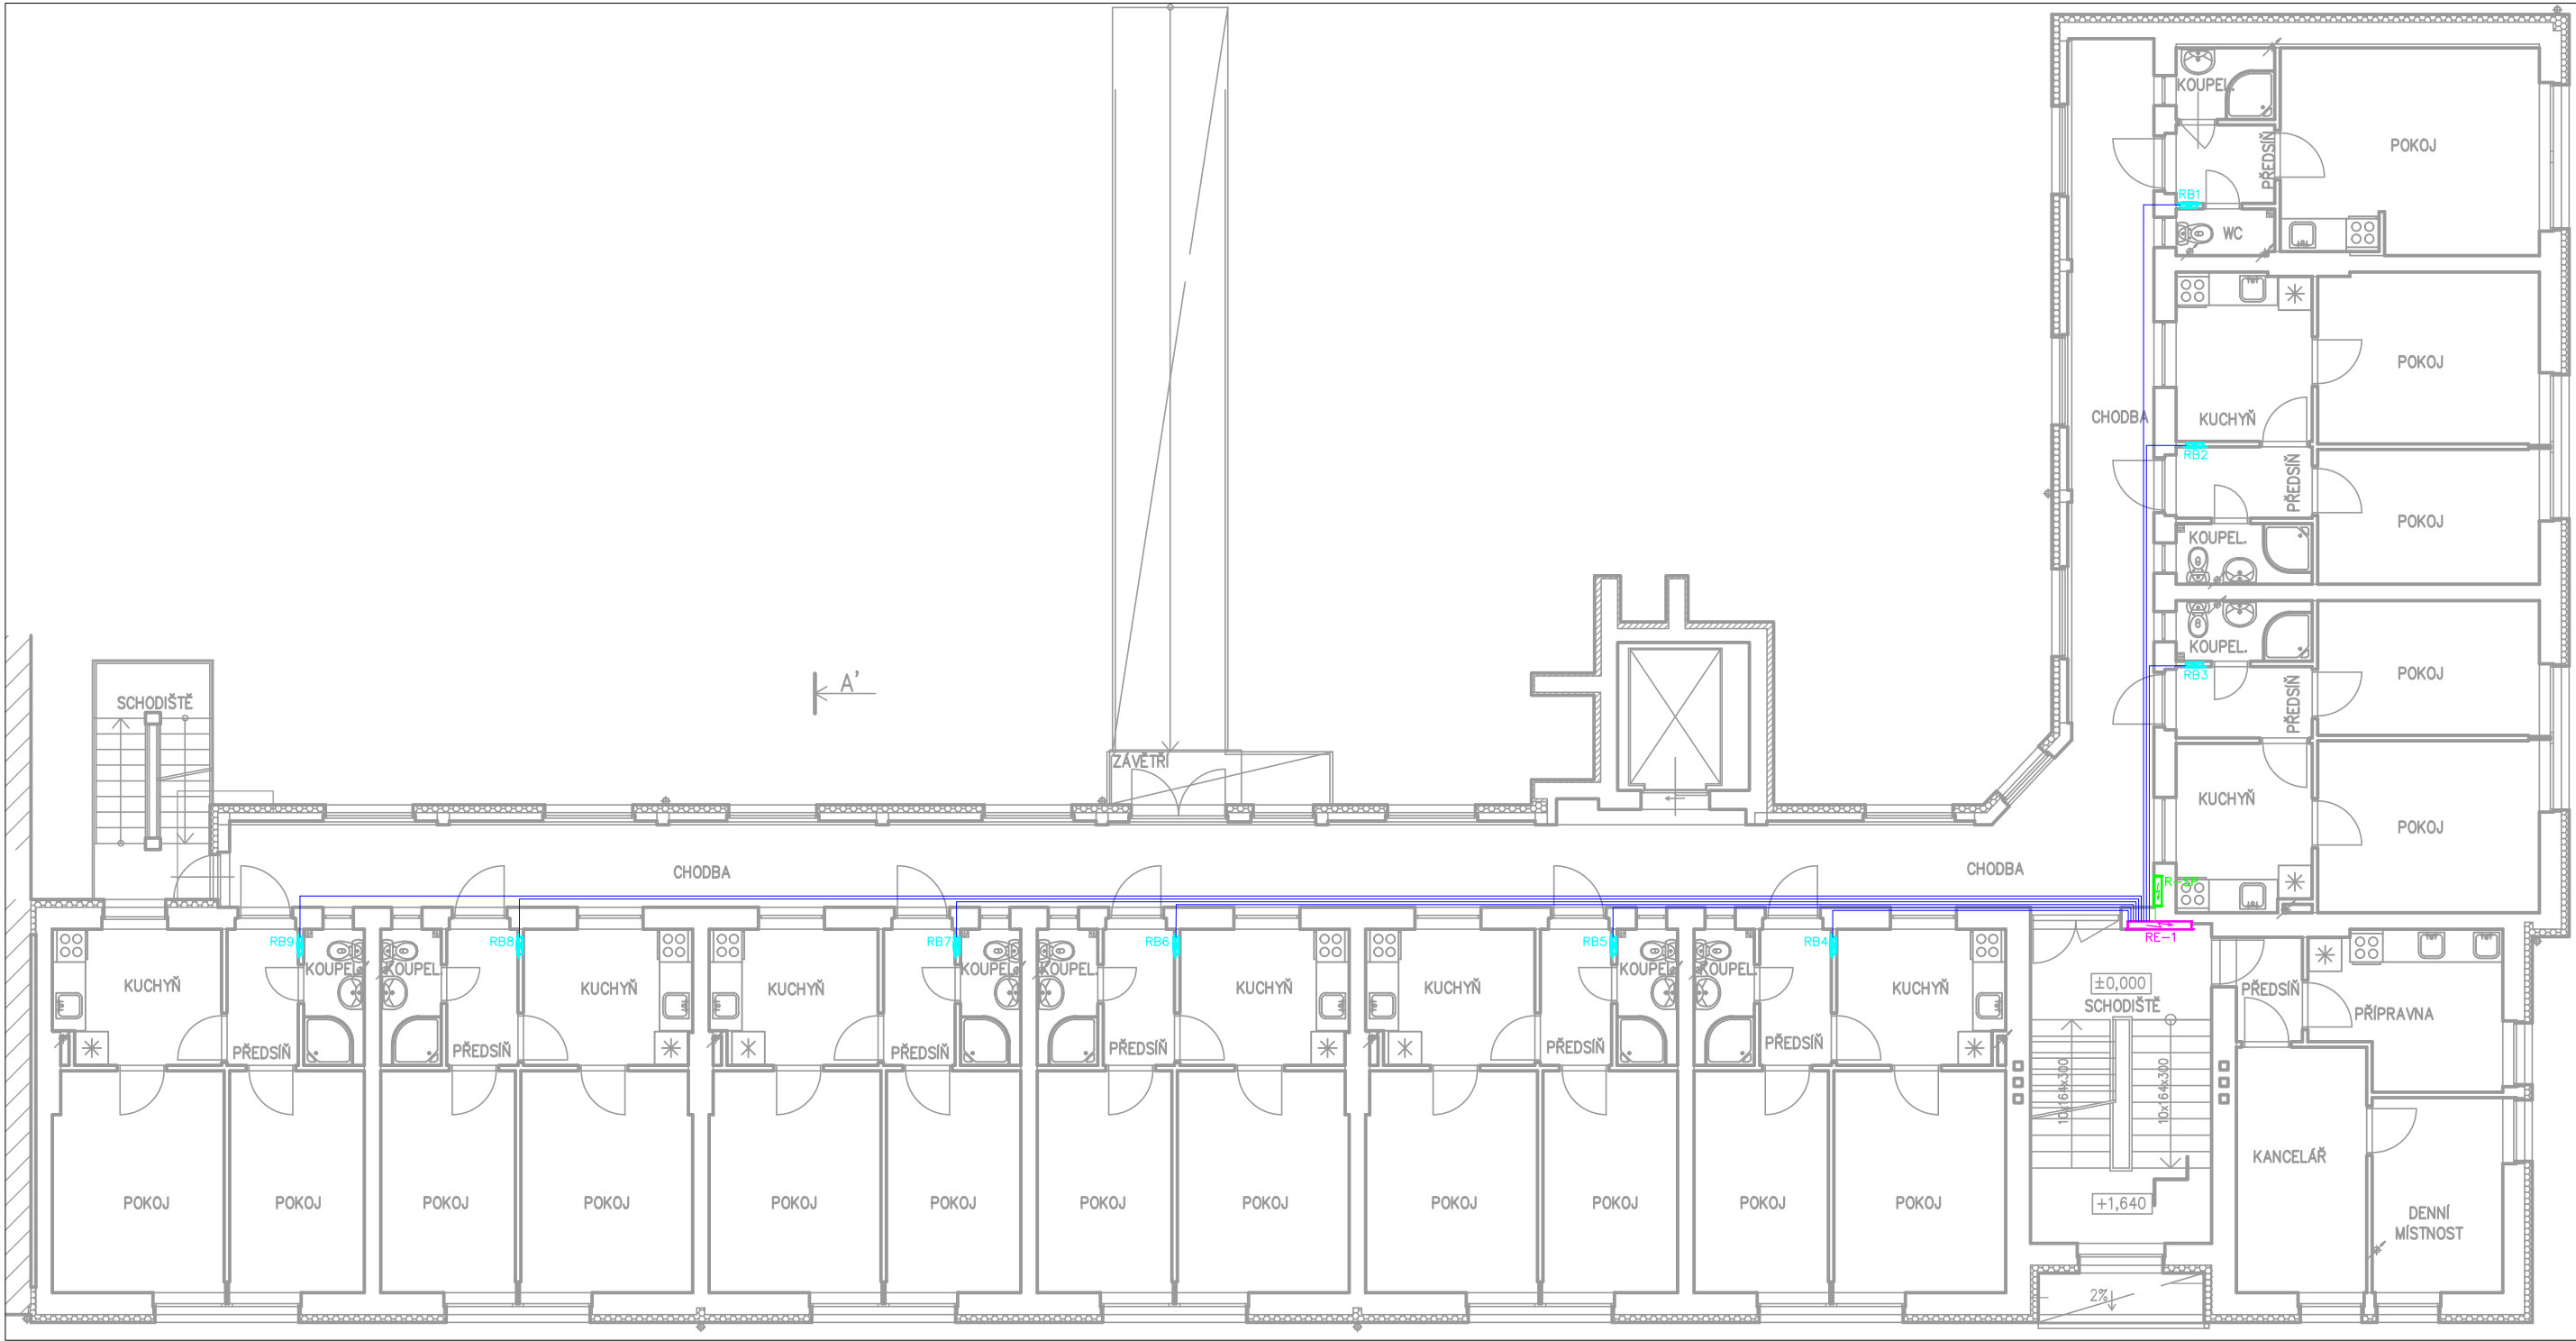 KOUPEL.
POKOJ
PŘEDSÍŇ
RB1
WC
POKOJ
CHODBA
KUCHYŇ
RB2
PŘEDSÍŇ
POKOJ
KOUPEL.
KOUPEL.
RB3
POKOJ
PŘEDSÍŇ
A'
SCHODIŠTĚ
ZÁVĚTŘÍ
KUCHYŇ
POKOJ
CHODBA
CHODBA
R-SP
RE-1
RB9
RB8
RB7
RB6
RB5
RB4
KOUPEL.
KOUPEL.
KOUPEL.
KOUPEL.
KOUPEL.
KOUPEL.
KUCHYŇ
KUCHYŇ
KUCHYŇ
KUCHYŇ
KUCHYŇ
KUCHYŇ
±0,000
SCHODIŠTĚ
PŘEDSÍŇ
PŘÍPRAVNA
PŘEDSÍŇ
PŘEDSÍŇ
PŘEDSÍŇ
PŘEDSÍŇ
PŘEDSÍŇ
PŘEDSÍŇ
10x164x300
10x164x300
KANCELÁŘ
POKOJ
POKOJ
POKOJ
POKOJ
POKOJ
POKOJ
POKOJ
POKOJ
POKOJ
POKOJ
POKOJ
POKOJ
+1,640
DENNÍ
MÍSTNOST
2%